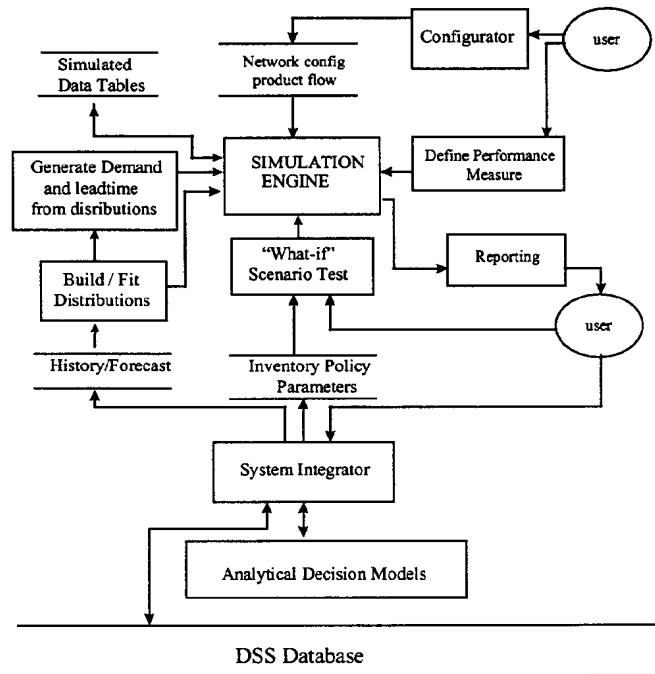 Configurator
user
Simulated
Data Tables
Network config
product flow
Generate Demand
and leadtime
from disributions
SIMULATION
ENGINE
Define Performance
Measure
"What-if"
Scenario Test
Reporting
Build / Fit
Distributions
user
History/Forecast
Inventory Policy
Parameters
System Integrator
Analytical Decision Models
DSS Database